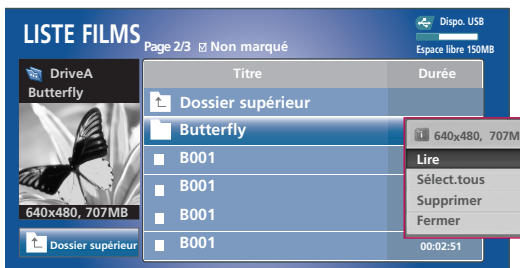 LISTE FILMS
Page 2/3 ☑ Non marqué
Dispo. USB
Espace libre 150MB
DriveA
Butterfly
640x480, 707MB
Dossier supérieur
Titre
Durée
Dossier supérieur
Butterfly
B001
B001
B001
B001
00:02:51
640x480, 707M
Lire
Sélect.tous
Supprimer
Fermer